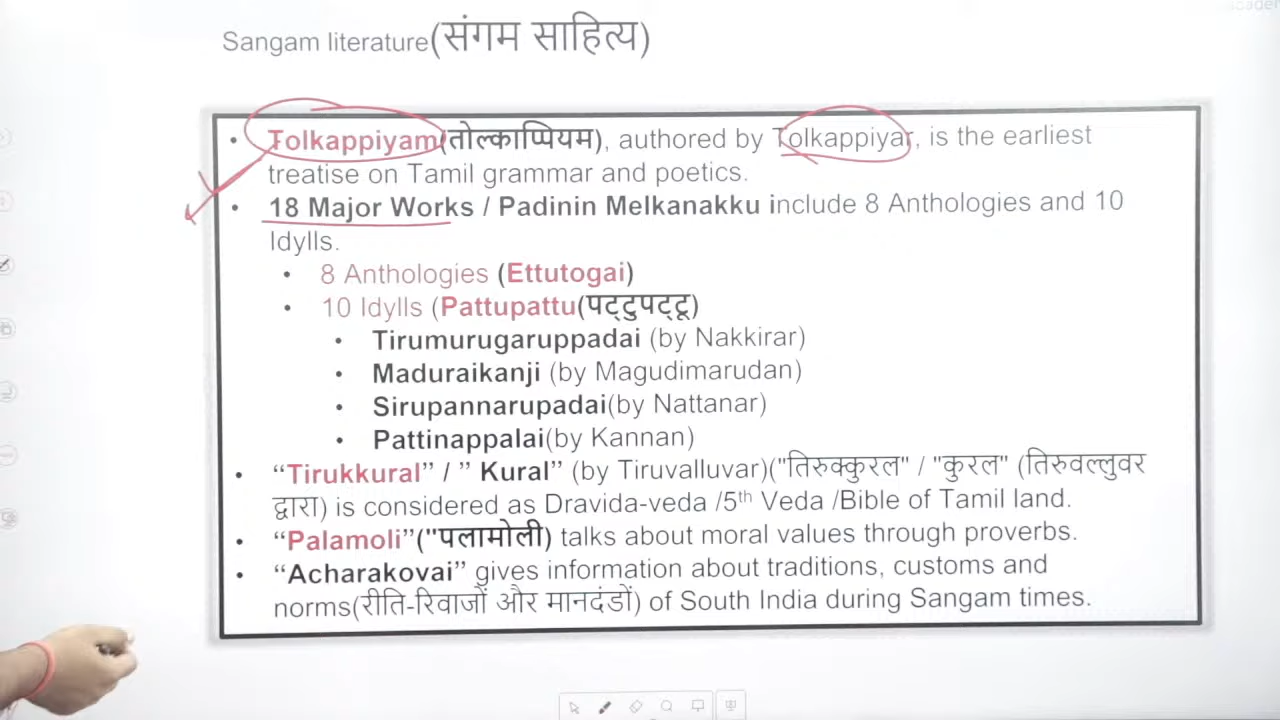 Sangam literature(संगम साहित्य)
• Tolkappiyam(तोल्काप्पियम), authored by Tolkappiyar, is the earliest
treatise on Tamil grammar and poetics.
• 18 Major Works / Padinin Melkanakku include 8 Anthologies and 10
Idylls.
• 8 Anthologies (Ettutogai)
• 10 Idylls (Pattupattu(पट्टुपट्टू)
• Tirumurugaruppadai (by Nakkirar)
• Maduraikanji (by Magudimarudan)
• Sirupannarupadai(by Nattanar)
• Pattinappalai(by Kannan)
• “Tirukkural” / ” Kural” (by Tiruvalluvar)("तिरुक्कुरल" / "कुरल" (तिरुवल्लुवर
द्वारा) is considered as Dravida-veda /5th Veda /Bible of Tamil land.
• “Palamoli”("पलामोली) talks about moral values through proverbs.
• “Acharakovai” gives information about traditions, customs and
norms(रीति-रिवाजों और मानदंडों) of South India during Sangam times.